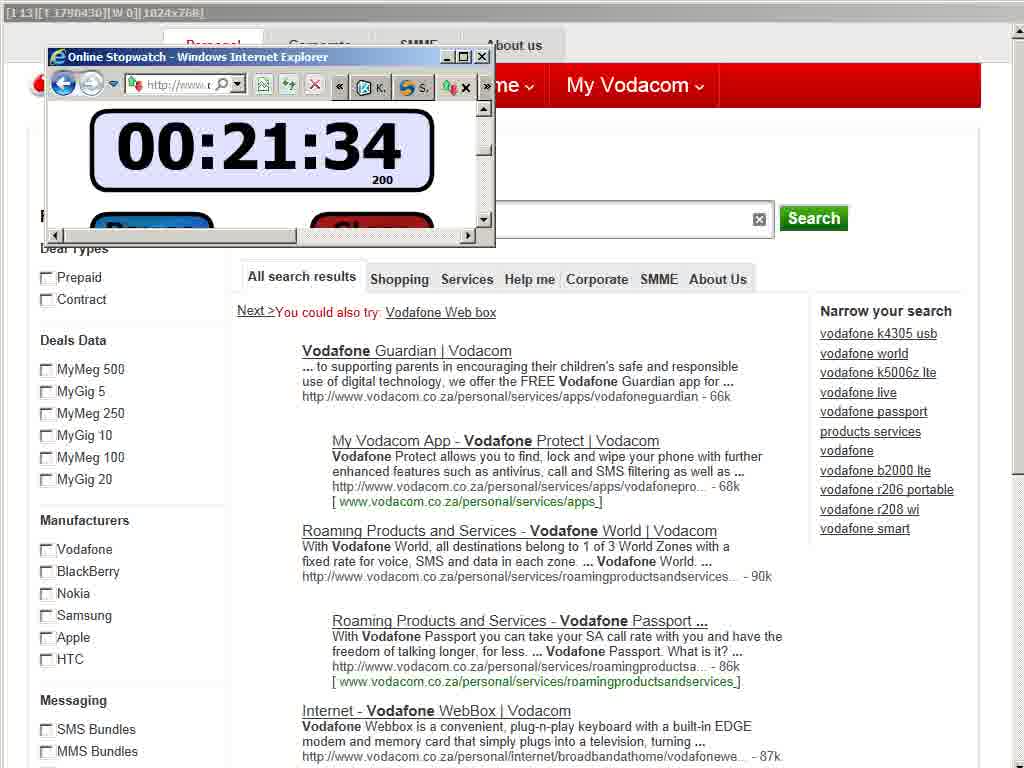 [I 13][T 1790430][W 0][1024x768]
Personal Corporate SMME About us
Online Stopwatch - Windows Internet Explorer
http://www.t
« K. S. »
me My Vodacom
00:21:34
200
Search
Deal Types
Prepaid
Contract
Deals Data
MyMeg 500
MyGig 5
MyMeg 250
MyGig 10
MyMeg 100
MyGig 20
Manufacturers
Vodafone
BlackBerry
Nokia
Samsung
Apple
HTC
Messaging
SMS Bundles
MMS Bundles
All search results Shopping Services Help me Corporate SMME About Us
Next >You could also try: Vodafone Web box
Vodafone Guardian | Vodacom
... to supporting parents in encouraging their children's safe and responsible
use of digital technology, we offer the FREE Vodafone Guardian app for ...
http://www.vodacom.co.za/personal/services/apps/vodafoneguardian - 66k
My Vodacom App - Vodafone Protect | Vodacom
Vodafone Protect allows you to find, lock and wipe your phone with further
enhanced features such as antivirus, call and SMS filtering as well as ...
http://www.vodacom.co.za/personal/services/apps/vodafonepro... - 68k
[ www.vodacom.co.za/personal/services/apps ]
Roaming Products and Services - Vodafone World | Vodacom
With Vodafone World, all destinations belong to 1 of 3 World Zones with a
fixed rate for voice, SMS and data in each zone. ... Vodafone World. ...
http://www.vodacom.co.za/personal/services/roamingproductsandservices... - 90k
Roaming Products and Services - Vodafone Passport ...
With Vodafone Passport you can take your SA call rate with you and have the
freedom of talking longer, for less. ... Vodafone Passport. What is it? ...
http://www.vodacom.co.za/personal/services/roamingproductsa... - 86k
[ www.vodacom.co.za/personal/services/roamingproductsandservices ]
Internet - Vodafone WebBox | Vodacom
Vodafone Webbox is a convenient, plug-n-play keyboard with a built-in EDGE
modem and memory card that simply plugs into a television, turning ...
http://www.vodacom.co.za/personal/internet/broadbandathome/vodafonewe... - 87k
Narrow your search
vodafone k4305 usb
vodafone world
vodafone k5006z lte
vodafone live
vodafone passport
products services
vodafone
vodafone b2000 lte
vodafone r206 portable
vodafone r208 wi
vodafone smart